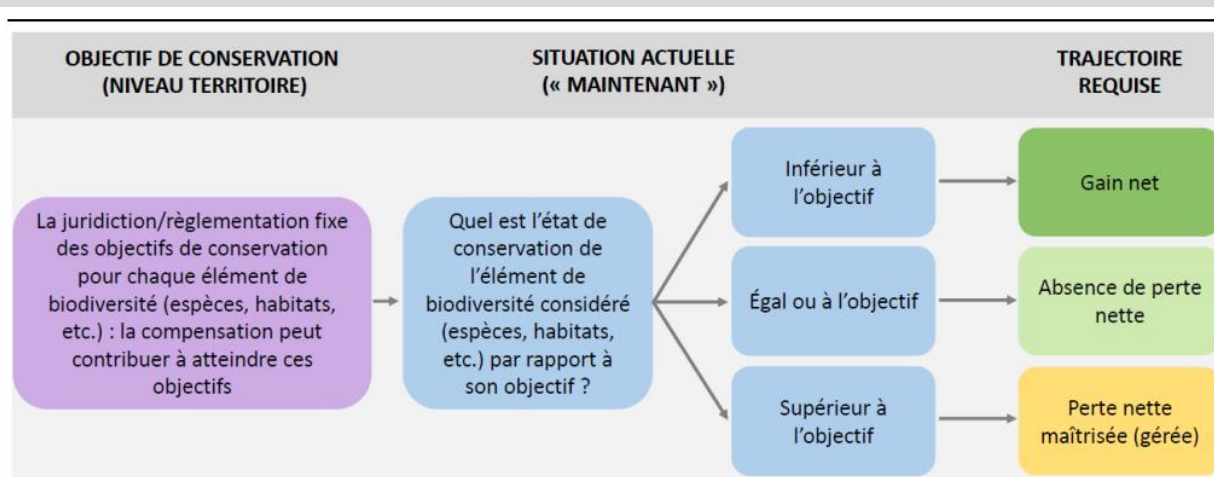 OBJECTIF DE CONSERVATION
(NIVEAU TERRITOIRE)
SITUATION ACTUELLE
(« MAINTENANT »)
TRAJECTOIRE
REQUISE
La juridiction/règlementation fixe
des objectifs de conservation
pour chaque élément de
biodiversité (espèces, habitats,
etc.) : la compensation peut
contribuer à atteindre ces
objectifs
Quel est l’état de
conservation de
l’élément de
biodiversité considéré
(espèces, habitats,
etc.) par rapport à
son objectif ?
Inférieur à
l’objectif
Gain net
Égal ou à l’objectif
Absence de perte
nette
Supérieur à
l’objectif
Perte nette
maîtrisée (gérée)